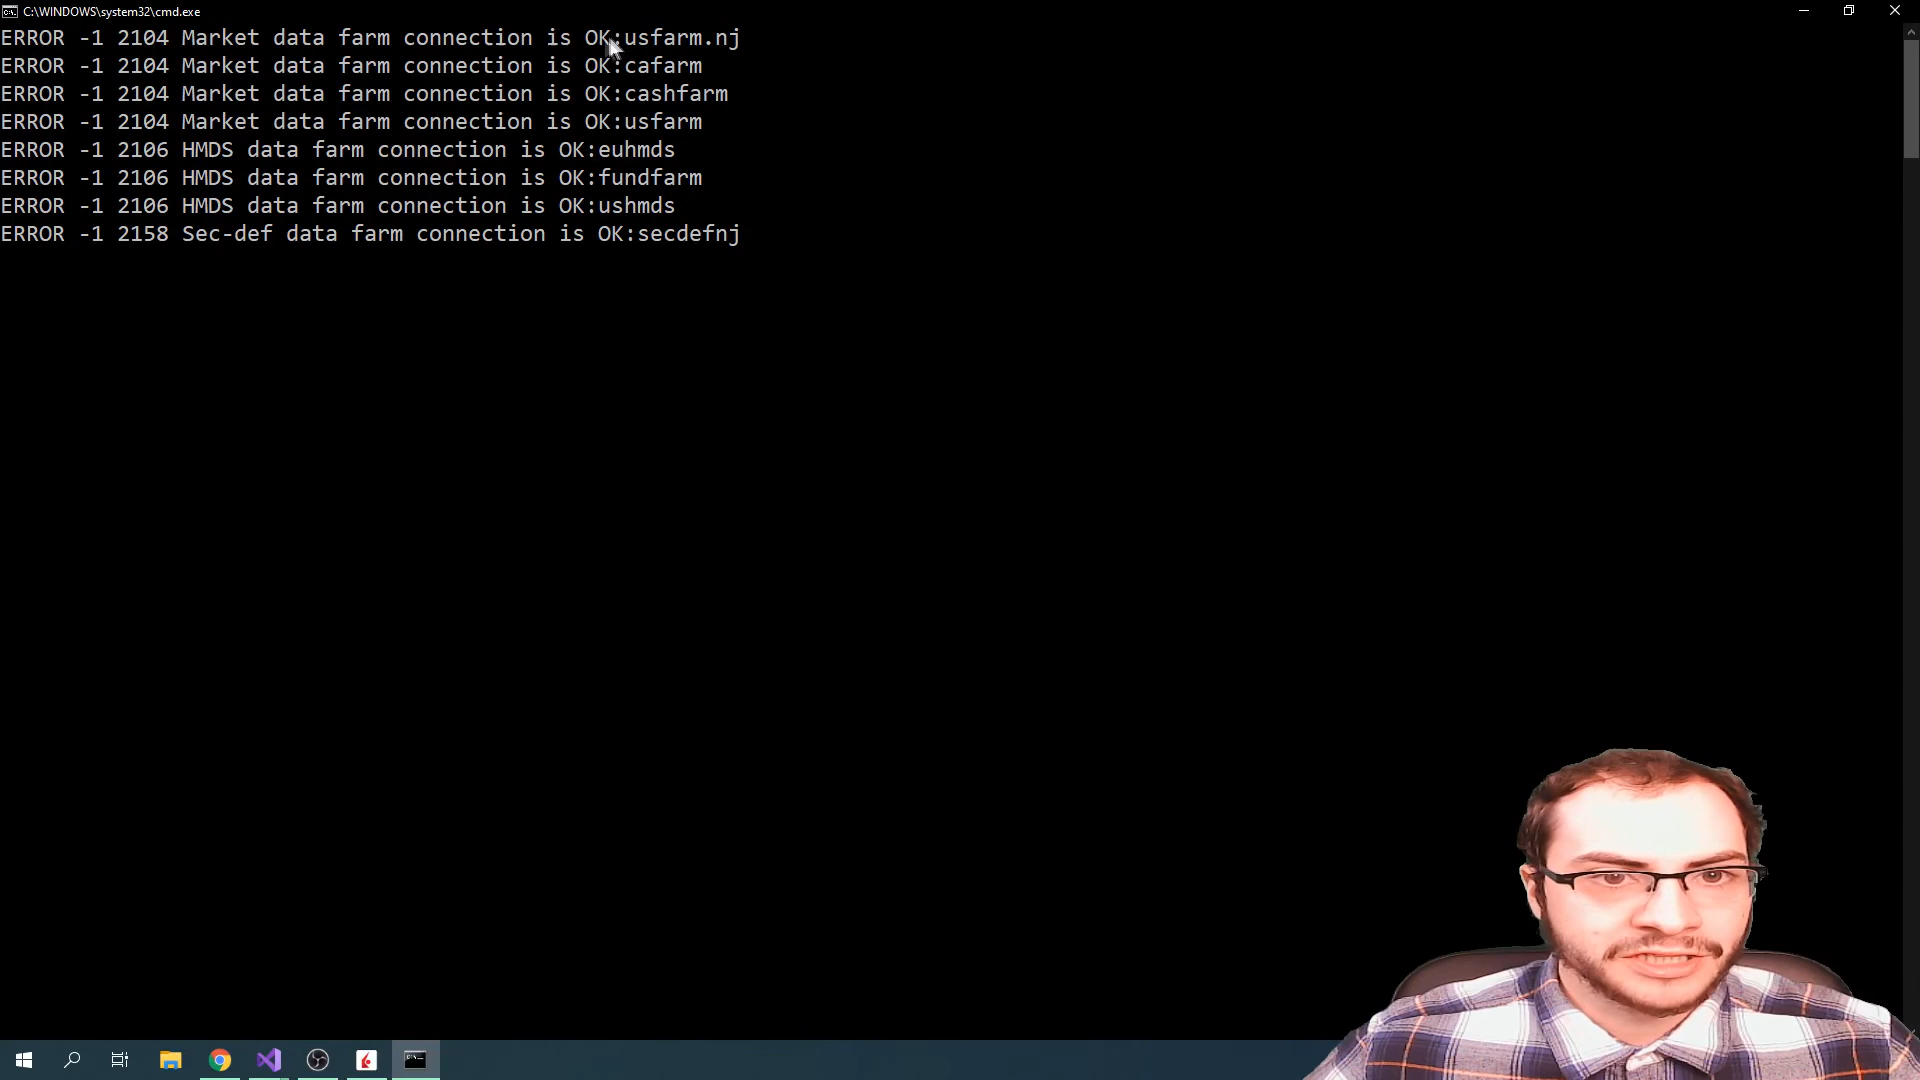 C:\WINDOWS\system32\cmd.exe
ERROR -1 2104 Market data farm connection is OK:usfarm.nj
ERROR -1 2104 Market data farm connection is OK:cafarm
ERROR -1 2104 Market data farm connection is OK:cashfarm
ERROR -1 2104 Market data farm connection is OK:usfarm
ERROR -1 2106 HMDS data farm connection is OK:euhmds
ERROR -1 2106 HMDS data farm connection is OK:fundfarm
ERROR -1 2106 HMDS data farm connection is OK:ushmds
ERROR -1 2158 Sec-def data farm connection is OK:secdefnj